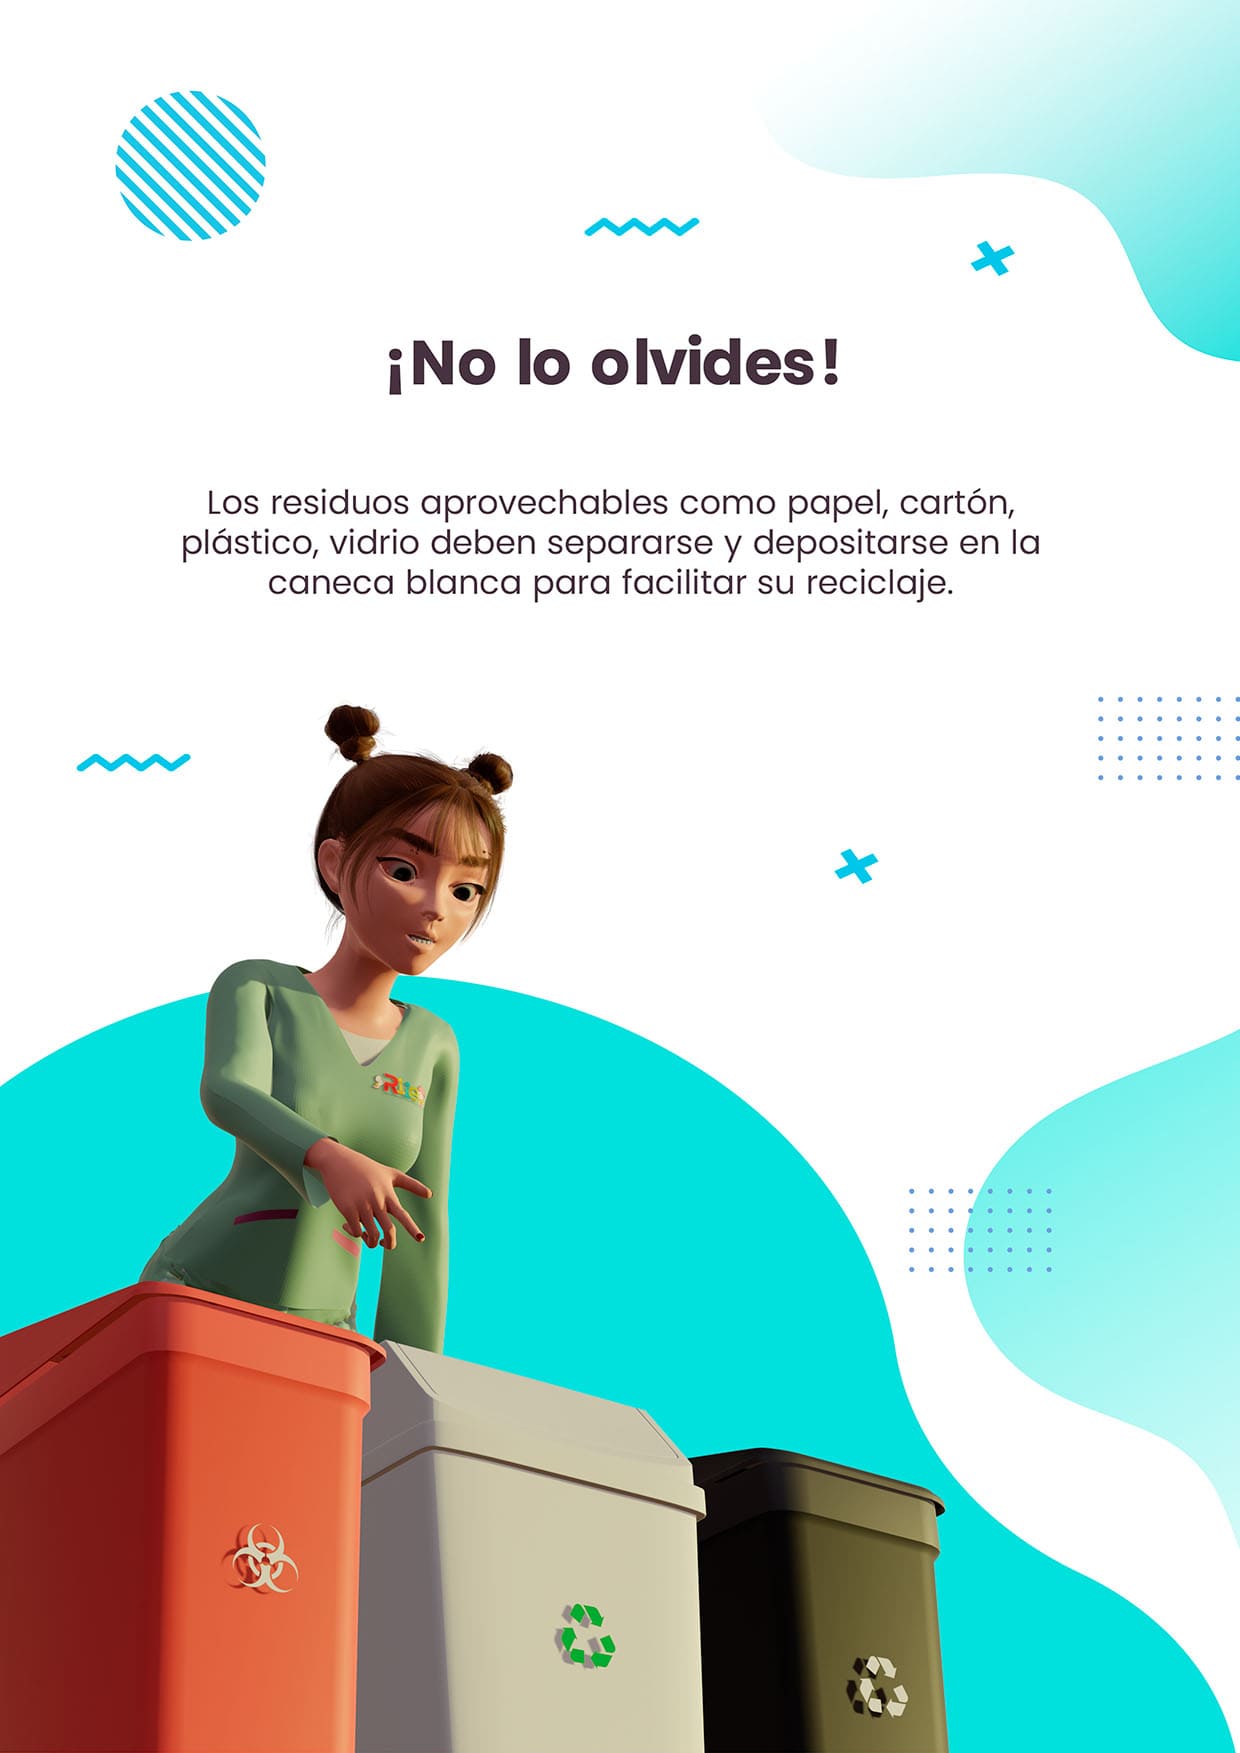 ¡No lo olvides!
Los residuos aprovechables como papel, cartón,
plástico, vidrio deben separarse y depositarse en la
caneca blanca para facilitar su reciclaje.